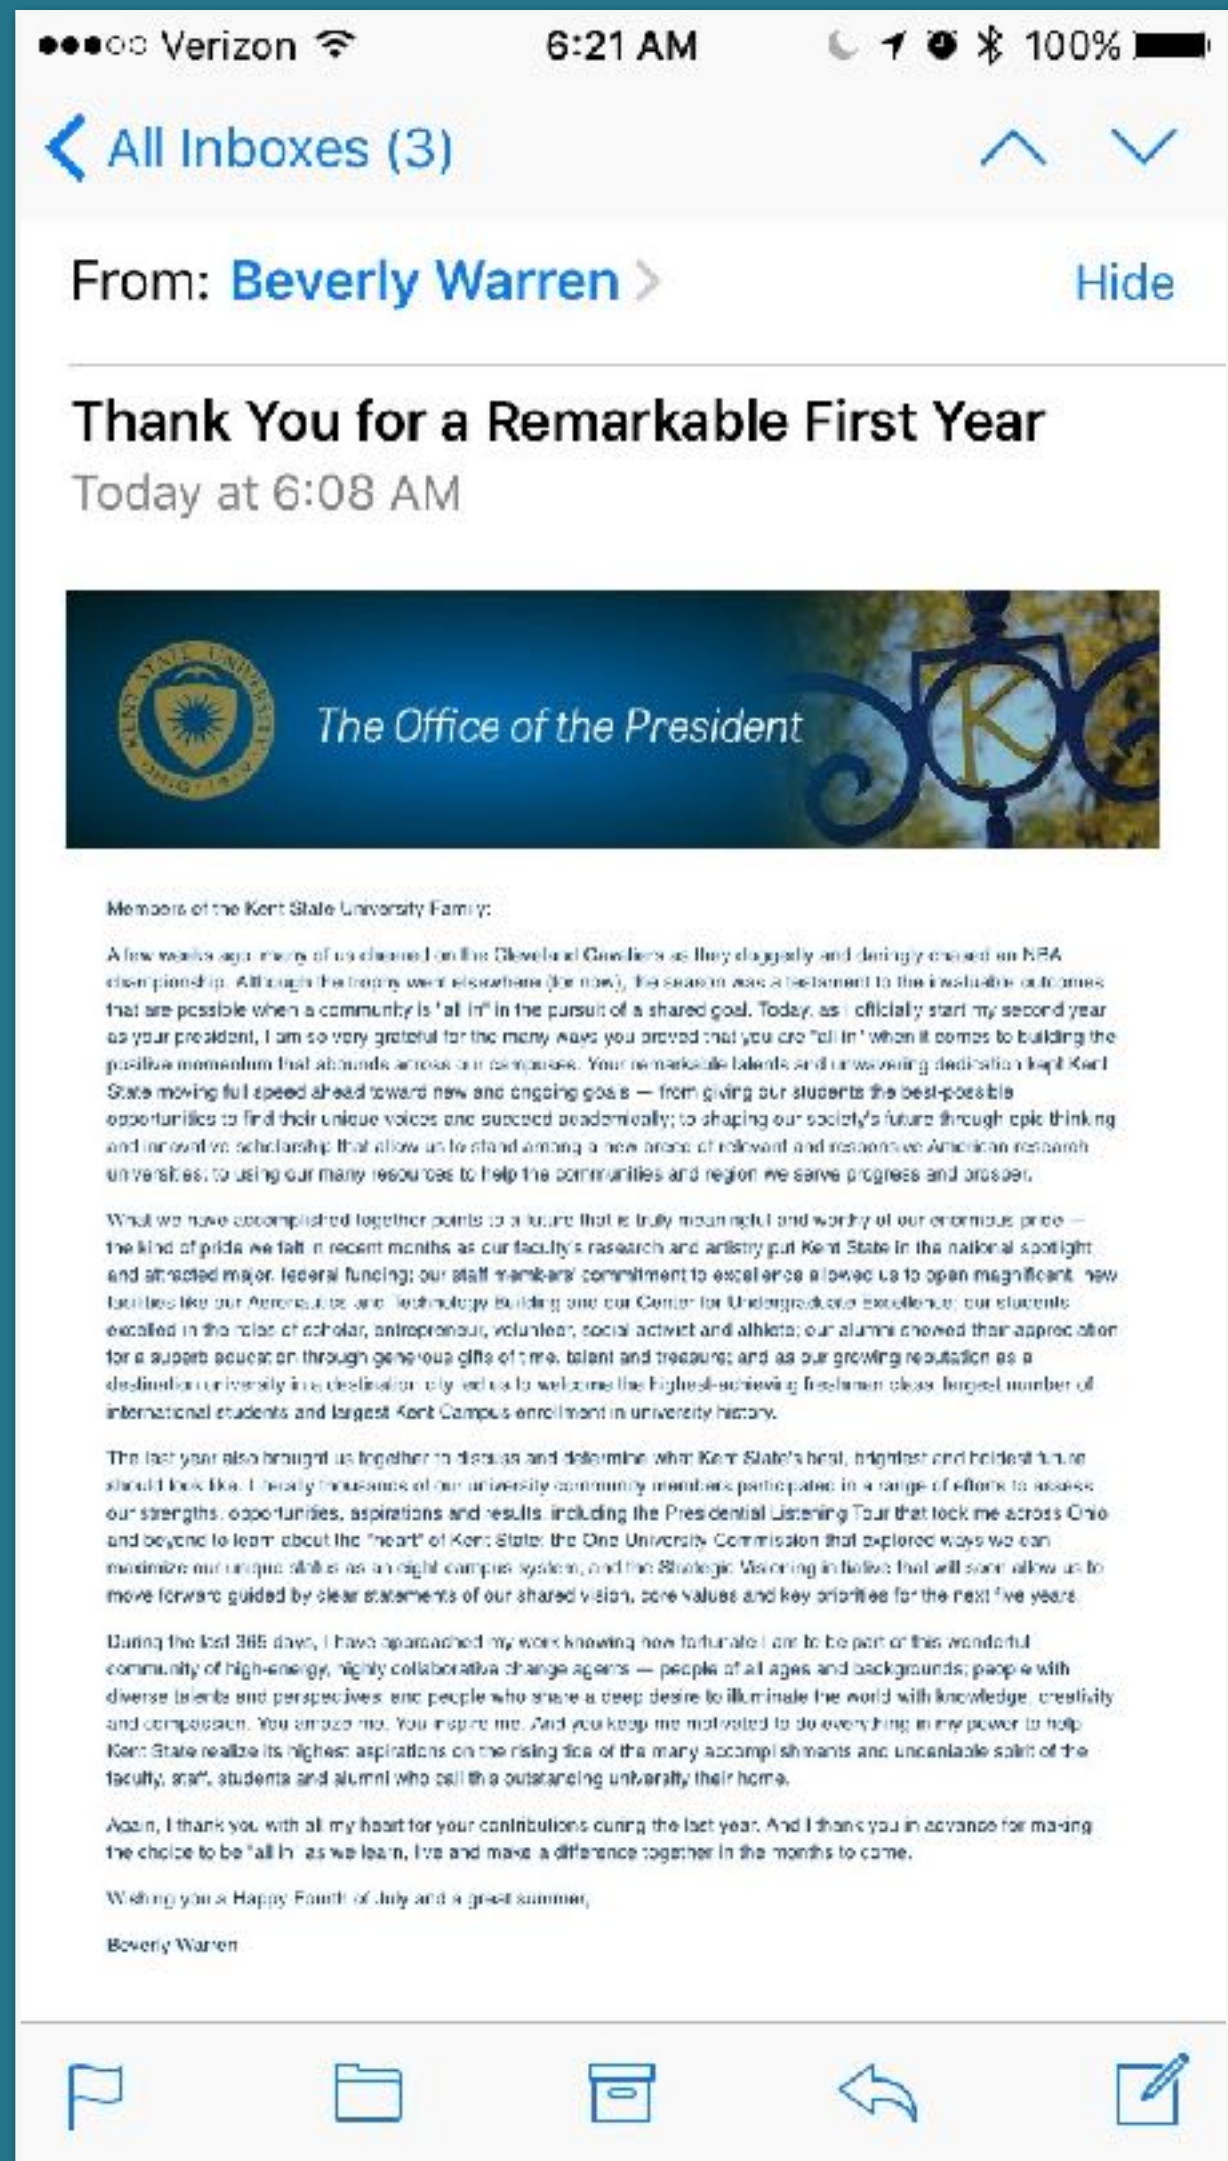 Verizon 6:21 AM 100%
All Inboxes (3)
From: Beverly Warren Hide
Thank You for a Remarkable First Year
Today at 6:08 AM
KENT STATE UNIVERSITY
The Office of the President
K
Members of the Kent State University Family:
A few weeks ago, many of us cheered on the Cleveland Cavaliers as they doggedly and daringly chased an NBA
championship. Although the trophy went elsewhere (for now), the season was a testament to the invaluable outcomes
that are possible when a community is "all in" in the pursuit of a shared goal. Today, as I officially start my second year
as your president, I am so very grateful for the many ways you proved that you are "all in" when it comes to building the
positive momentum that abounds across our campuses. Your remarkable talents and unwavering dedication kept Kent
State moving full speed ahead toward new and ongoing goals — from giving our students the best-possible
opportunities to find their unique voices and succeed academically; to shaping our society's future through epic thinking
and innovative scholarship that allow us to stand among a new breed of relevant and responsive American research
universities; to using our many resources to help the communities and region we serve progress and prosper.
What we have accomplished together points to a future that is truly meaningful and worthy of our enormous pride —
the kind of pride we felt in recent months as our faculty's research and artistry put Kent State in the national spotlight
and attracted major, federal funding; our staff members' commitment to excellence allowed us to open magnificent, new
facilities like our Aeronautics and Technology Building and our Center for Undergraduate Excellence; our students
excelled in the roles of scholar, entrepreneur, volunteer, social activist and athlete; our alumni showed their appreciation
for a superb education through generous gifts of time, talent and treasure; and as our growing reputation as a
destination university in a destination city led us to welcome the highest-achieving freshman class, largest number of
international students and largest Kent Campus enrollment in university history.
The last year also brought us together to discuss and determine what Kent State's best, brightest and boldest future
should look like. Literally thousands of our university community members participated in a range of efforts to assess
our strengths, opportunities, aspirations and results, including the Presidential Listening Tour that took me across Ohio
and beyond to learn about the "heart" of Kent State; the One University Commission that explored ways we can
maximize our unique status as an eight-campus system; and the Strategic Visioning initiative that will soon allow us to
move forward guided by clear statements of our shared vision, core values and key priorities for the next five years.
During the last 365 days, I have approached my work knowing how fortunate I am to be part of this wonderful
community of high-energy, highly collaborative change agents — people of all ages and backgrounds; people with
diverse talents and perspectives; and people who share a deep desire to illuminate the world with knowledge, creativity
and compassion. You amaze me. You inspire me. And you keep me motivated to do everything in my power to help
Kent State realize its highest aspirations on the rising tide of the many accomplishments and undeniable spirit of the
faculty, staff, students and alumni who call this outstanding university their home.
Again, I thank you with all my heart for your contributions during the last year. And I thank you in advance for making
the choice to be "all in" as we learn, live and make a difference together in the months to come.
Wishing you a Happy Fourth of July and a great summer,
Beverly Warren